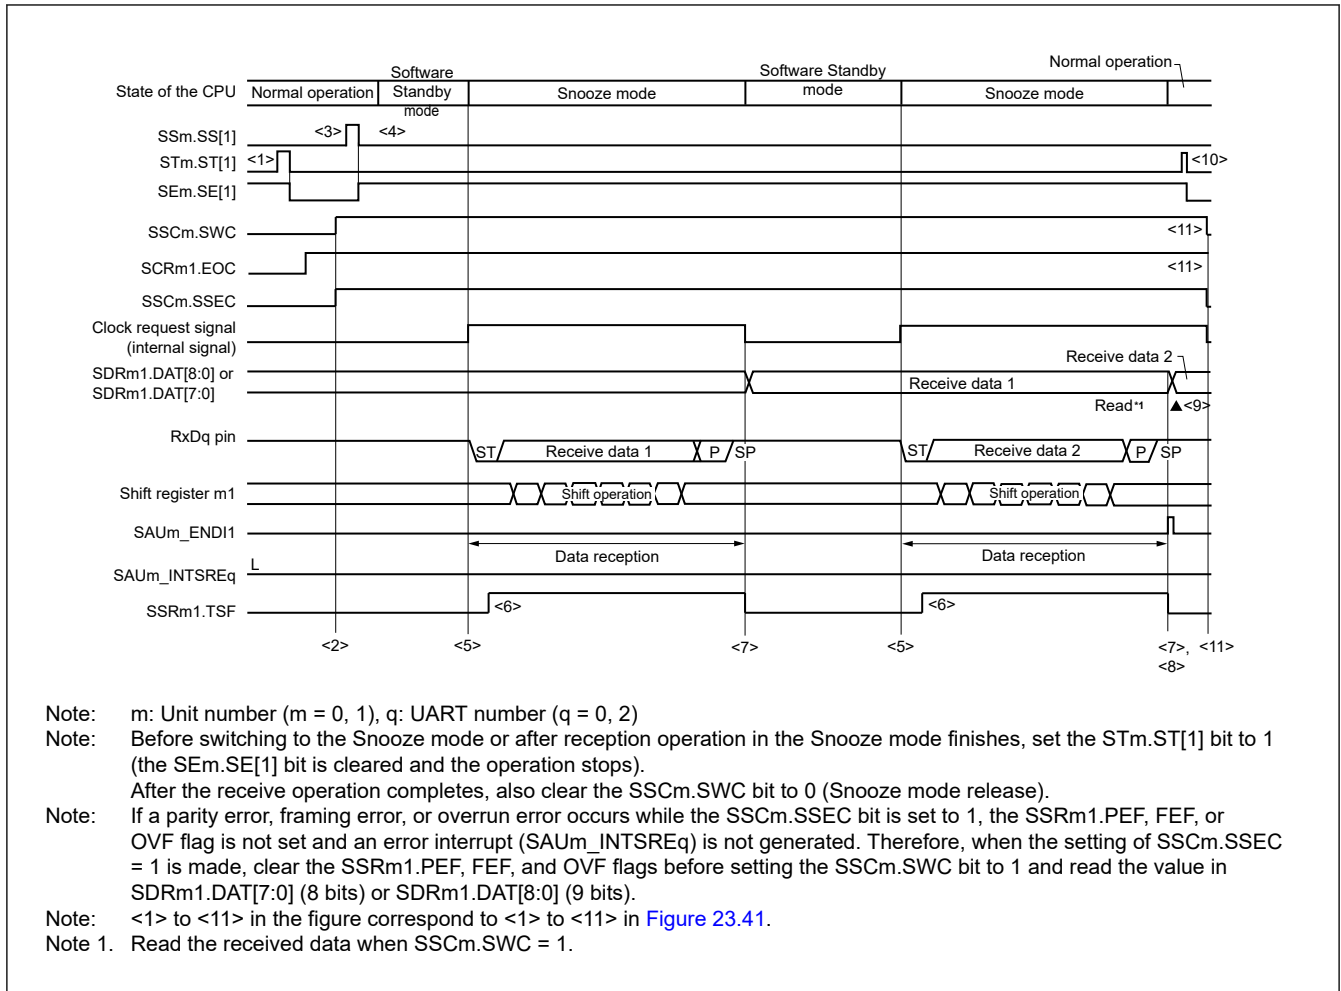 Normal operation
Software
Software Standby
State of the CPU
Normal operation
Standby
Snooze mode
mode
Snooze mode
mode
SSm.SS[1]
<3>
<4>
STm.ST[1]
<1>
<10>
SEm.SE[1]
SSCm.SWC
<11>
SCRm1.EOC
<11>
SSCm.SSEC
Clock request signal
(internal signal)
Receive data 2
SDRm1.DAT[8:0] or
SDRm1.DAT[7:0]
Receive data 1
Read*1
▲<9>
RxDq pin
ST
Receive data 1
P
SP
ST
Receive data 2
P
SP
Shift register m1
Shift operation
Shift operation
SAUm_ENDI1
Data reception
Data reception
SAUm_INTSREq
L
SSRm1.TSF
<6>
<6>
<2>
<5>
<7>
<5>
<7>,
<8>
<11>
Note: m: Unit number (m = 0, 1), q: UART number (q = 0, 2)
Note: Before switching to the Snooze mode or after reception operation in the Snooze mode finishes, set the STm.ST[1] bit to 1
(the SEm.SE[1] bit is cleared and the operation stops).
After the receive operation completes, also clear the SSCm.SWC bit to 0 (Snooze mode release).
Note: If a parity error, framing error, or overrun error occurs while the SSCm.SSEC bit is set to 1, the SSRm1.PEF, FEF, or
OVF flag is not set and an error interrupt (SAUm_INTSREq) is not generated. Therefore, when the setting of SSCm.SSEC
= 1 is made, clear the SSRm1.PEF, FEF, and OVF flags before setting the SSCm.SWC bit to 1 and read the value in
SDRm1.DAT[7:0] (8 bits) or SDRm1.DAT[8:0] (9 bits).
Note: <1> to <11> in the figure correspond to <1> to <11> in Figure 23.41.
Note 1. Read the received data when SSCm.SWC = 1.